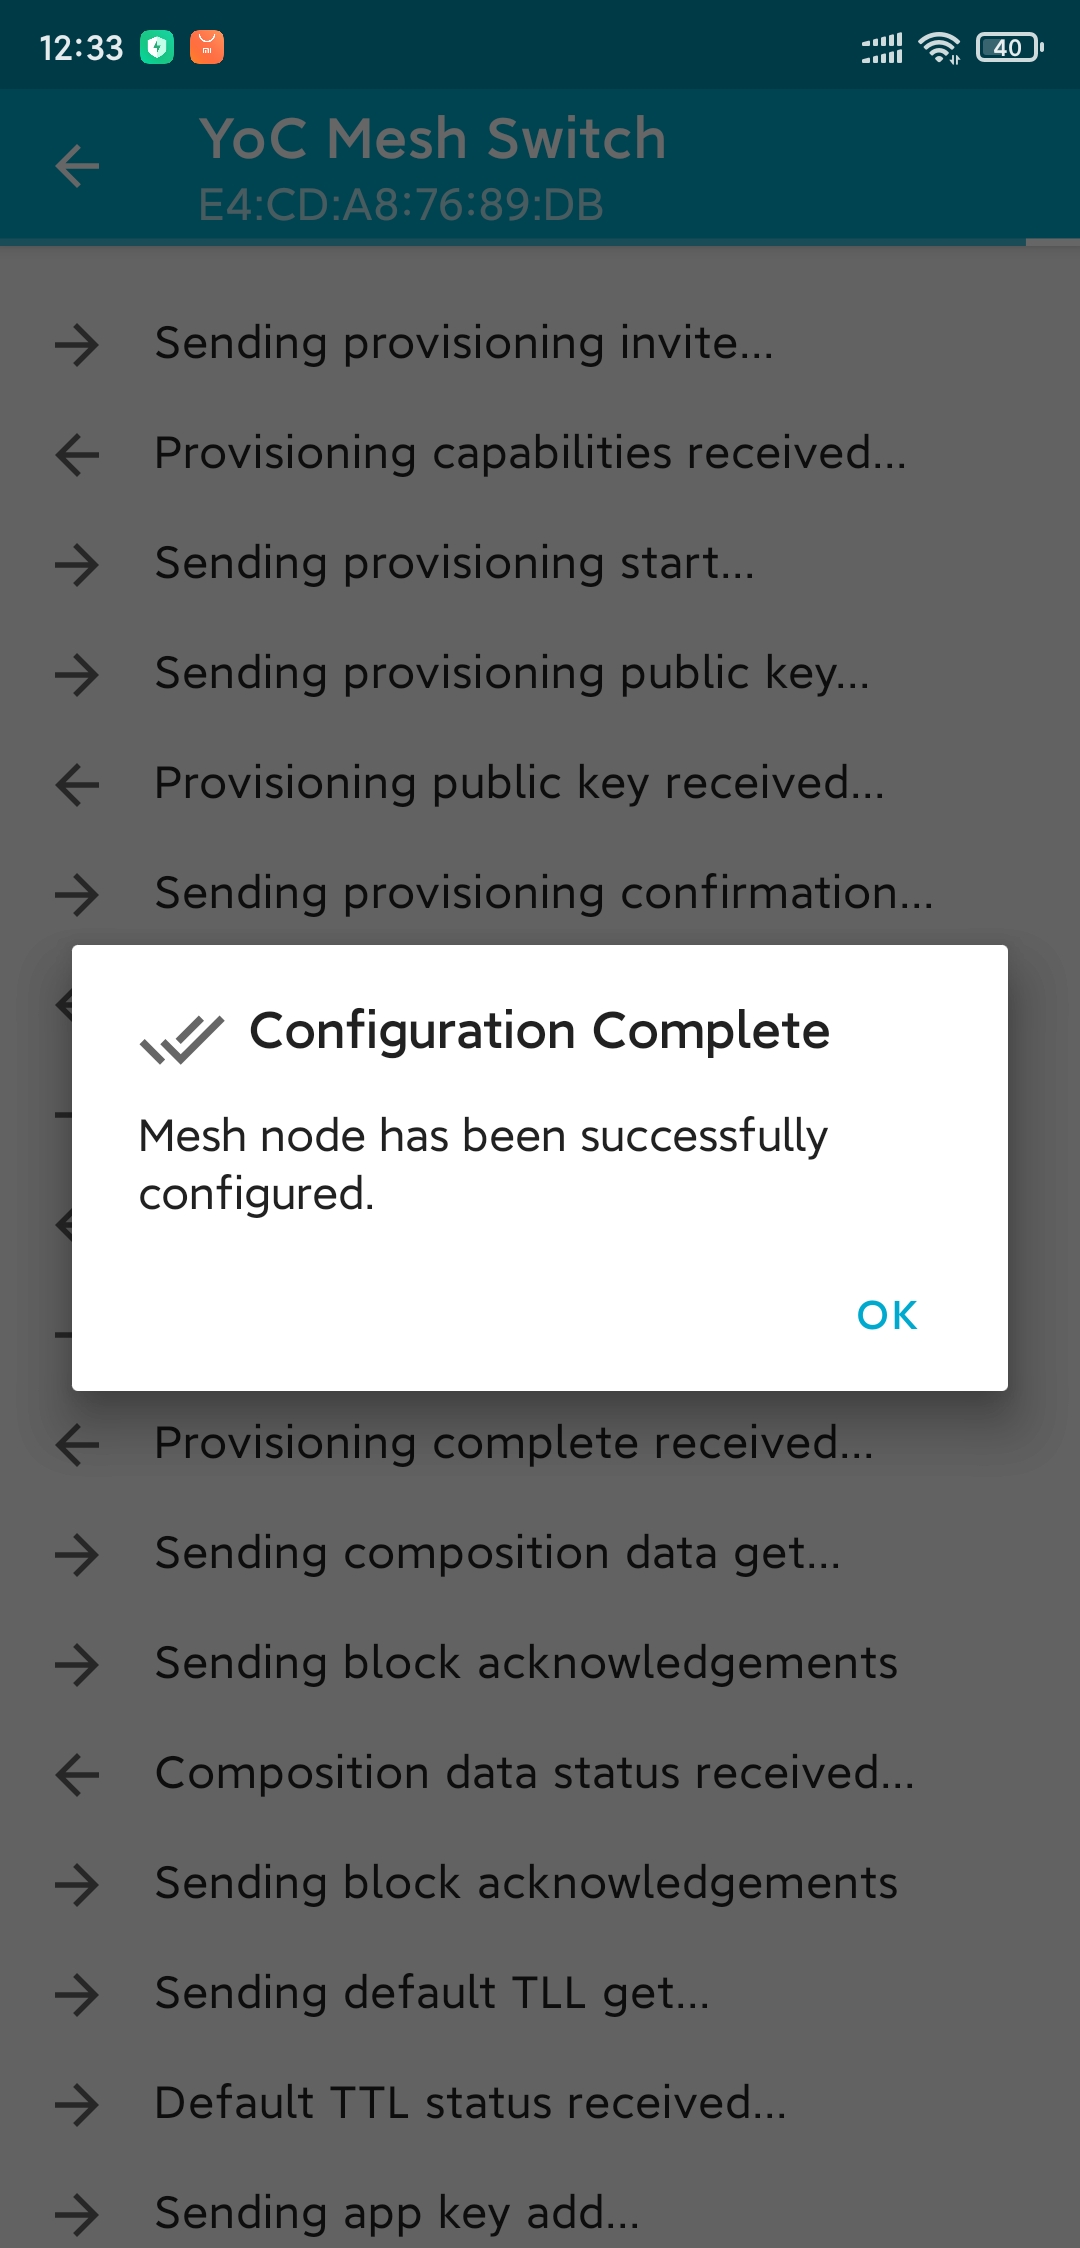 12:33
40
YoC Mesh Switch
E4:CD:A8:76:89:DB
Sending provisioning invite...
Provisioning capabilities received...
Sending provisioning start...
Sending provisioning public key...
Provisioning public key received...
Sending provisioning confirmation...
Configuration Complete
Mesh node has been successfully
configured.
OK
Provisioning complete received...
Sending composition data get...
Sending block acknowledgements
Composition data status received...
Sending block acknowledgements
Sending default TLL get...
Default TTL status received...
Sending app key add...